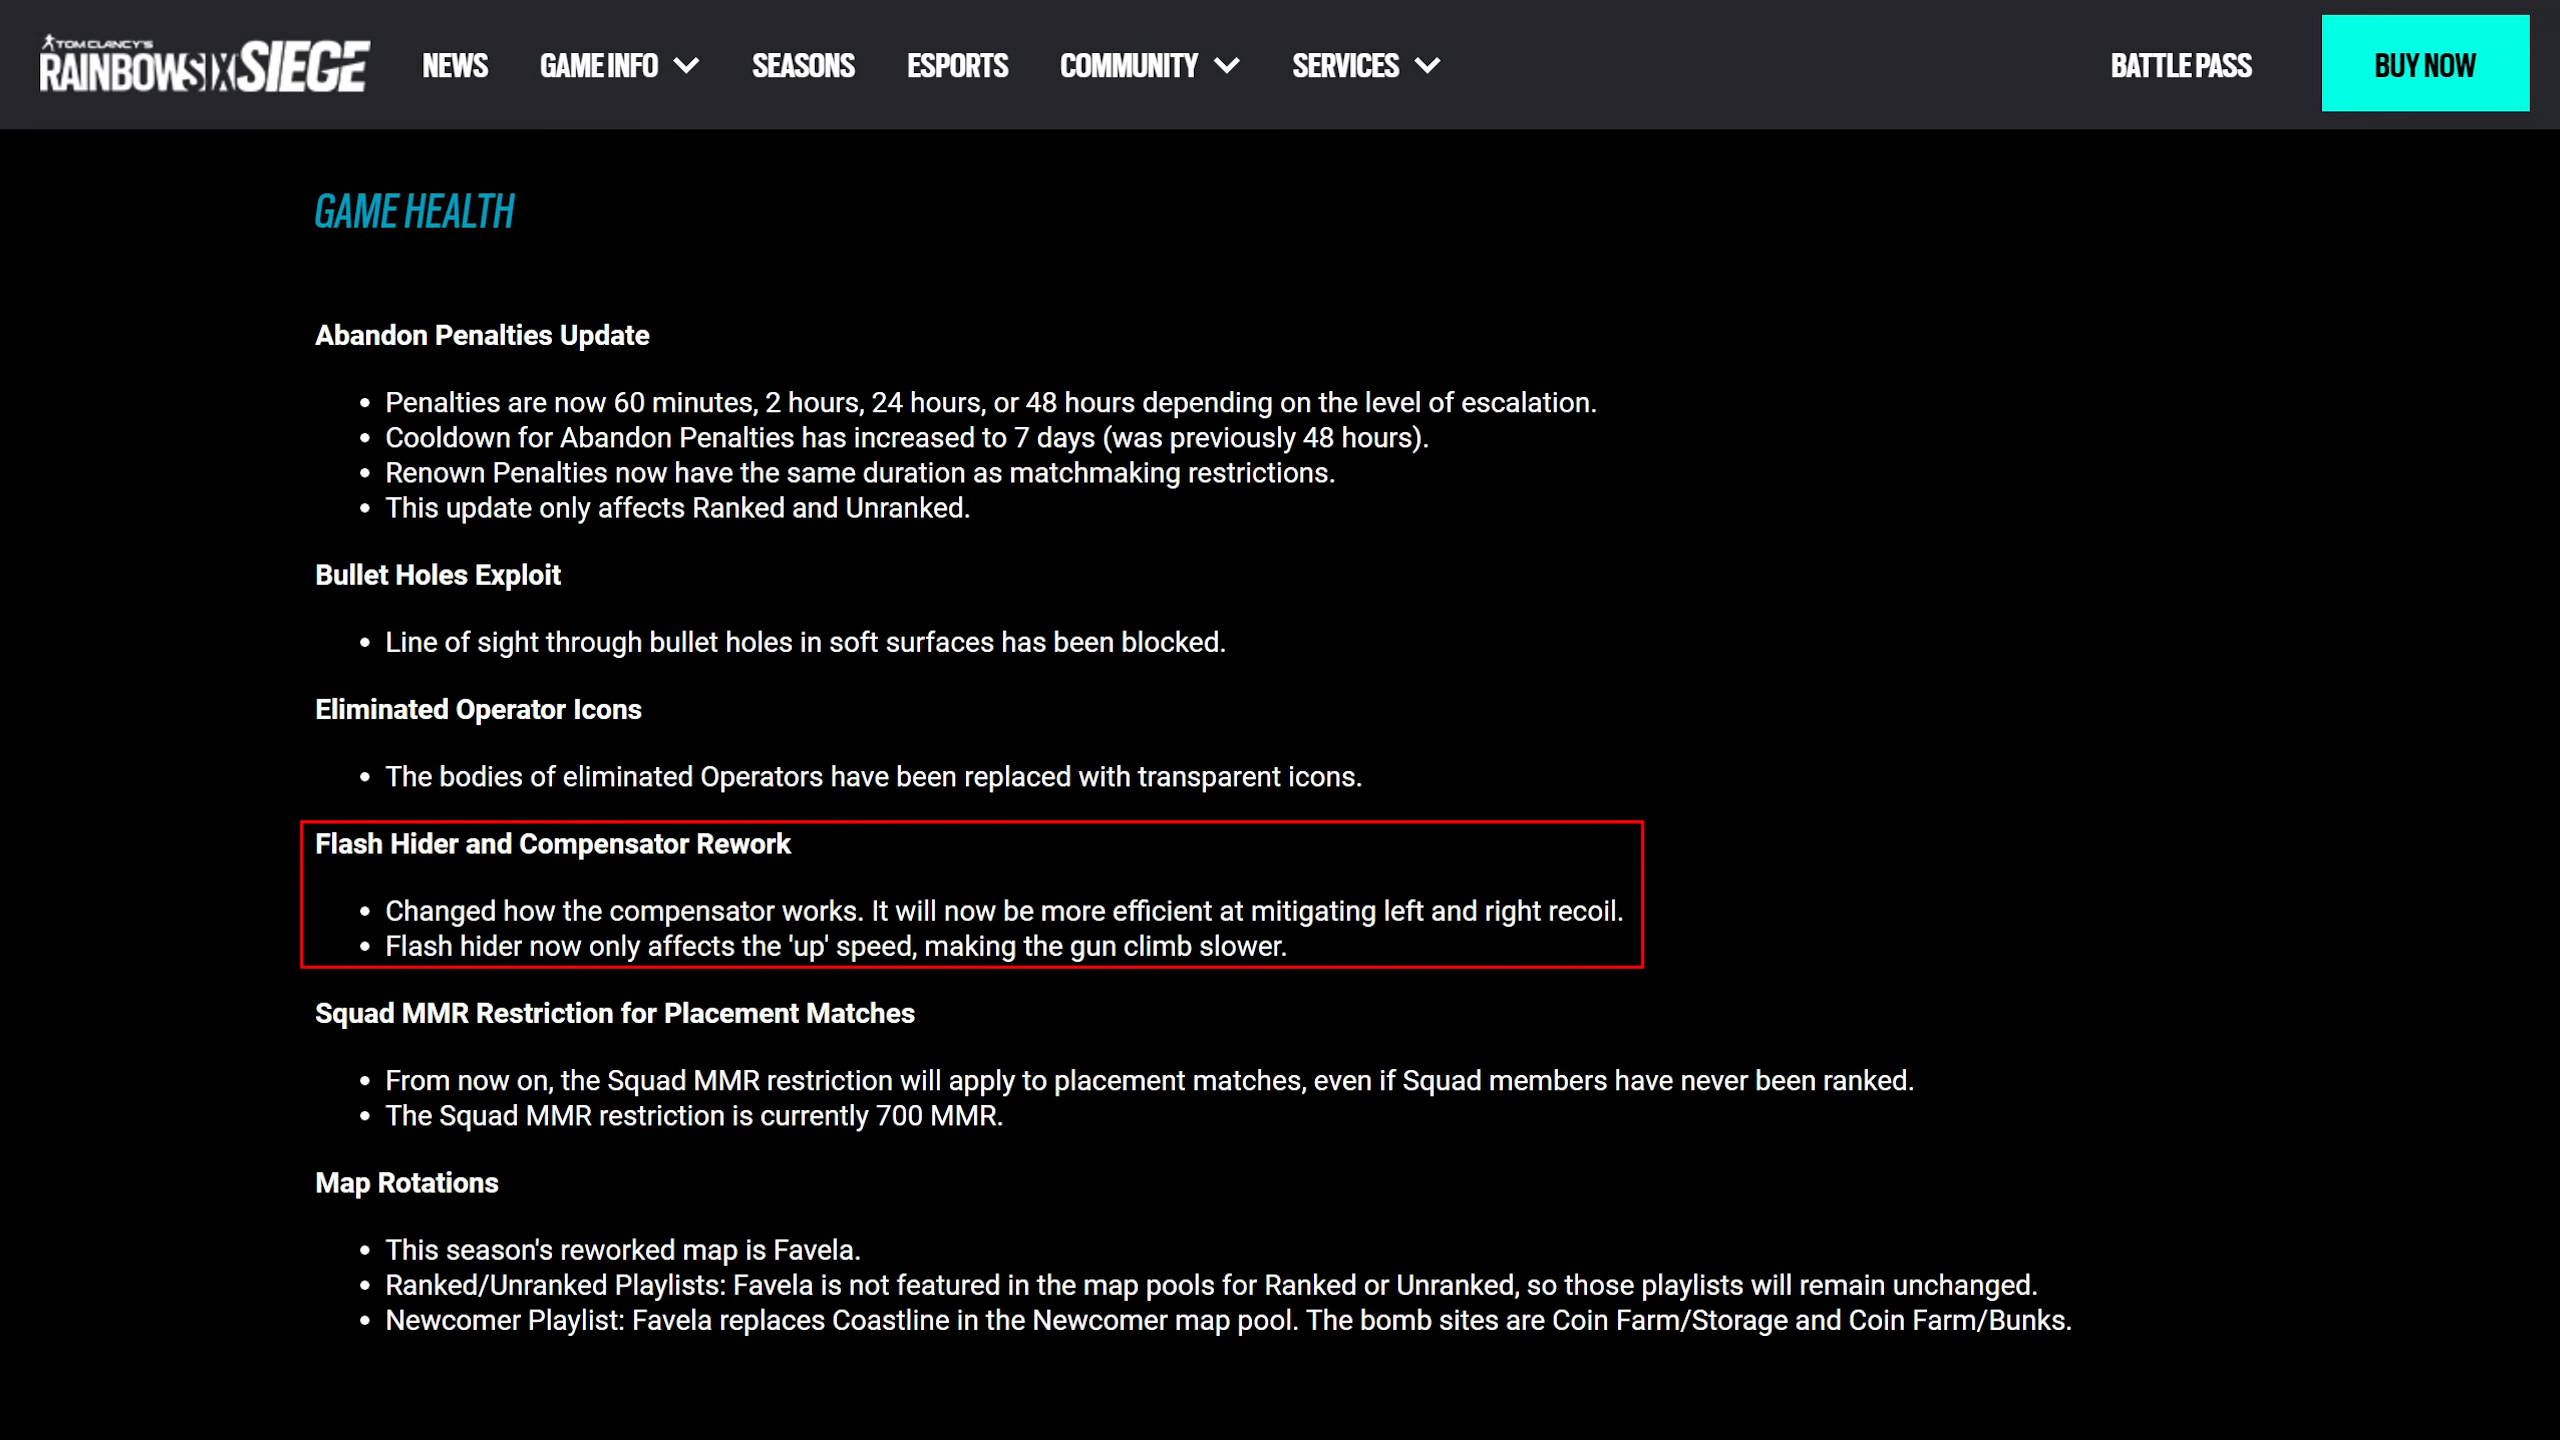 TOM CLANCY'S
RAINBOWSIX SIEGE
NEWS
GAME INFO
SEASONS
ESPORTS
COMMUNITY
SERVICES
BATTLE PASS
BUY NOW
GAME HEALTH
Abandon Penalties Update
• Penalties are now 60 minutes, 2 hours, 24 hours, or 48 hours depending on the level of escalation.
• Cooldown for Abandon Penalties has increased to 7 days (was previously 48 hours).
• Renown Penalties now have the same duration as matchmaking restrictions.
• This update only affects Ranked and Unranked.
Bullet Holes Exploit
• Line of sight through bullet holes in soft surfaces has been blocked.
Eliminated Operator Icons
• The bodies of eliminated Operators have been replaced with transparent icons.
Flash Hider and Compensator Rework
• Changed how the compensator works. It will now be more efficient at mitigating left and right recoil.
• Flash hider now only affects the 'up' speed, making the gun climb slower.
Squad MMR Restriction for Placement Matches
• From now on, the Squad MMR restriction will apply to placement matches, even if Squad members have never been ranked.
• The Squad MMR restriction is currently 700 MMR.
Map Rotations
• This season's reworked map is Favela.
• Ranked/Unranked Playlists: Favela is not featured in the map pools for Ranked or Unranked, so those playlists will remain unchanged.
• Newcomer Playlist: Favela replaces Coastline in the Newcomer map pool. The bomb sites are Coin Farm/Storage and Coin Farm/Bunks.